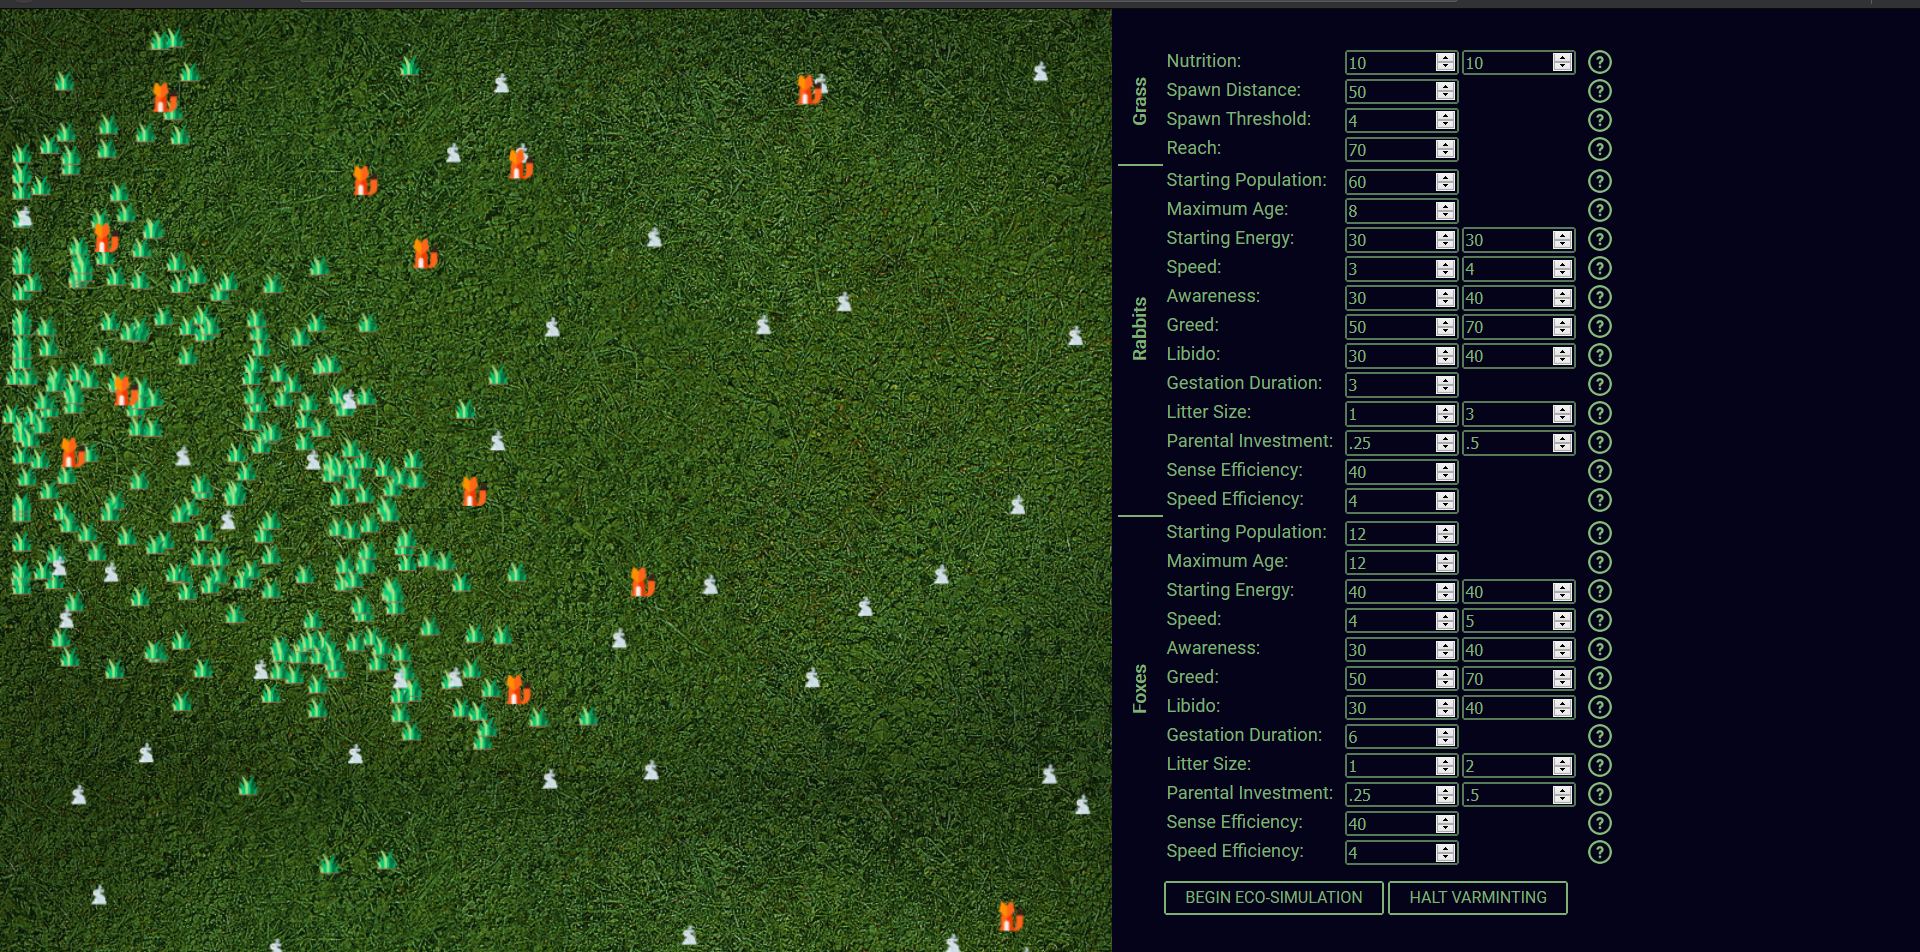 Grass
Nutrition: 10 10 ?
Spawn Distance: 50 ?
Spawn Threshold: 4 ?
Reach: 70 ?
Rabbits
Starting Population: 60 ?
Maximum Age: 8 ?
Starting Energy: 30 30 ?
Speed: 3 4 ?
Awareness: 30 40 ?
Greed: 50 70 ?
Libido: 30 40 ?
Gestation Duration: 3 ?
Litter Size: 1 3 ?
Parental Investment: .25 .5 ?
Sense Efficiency: 40 ?
Speed Efficiency: 4 ?
Foxes
Starting Population: 12 ?
Maximum Age: 12 ?
Starting Energy: 40 40 ?
Speed: 4 5 ?
Awareness: 30 40 ?
Greed: 50 70 ?
Libido: 30 40 ?
Gestation Duration: 6 ?
Litter Size: 1 2 ?
Parental Investment: .25 .5 ?
Sense Efficiency: 40 ?
Speed Efficiency: 4 ?
BEGIN ECO-SIMULATION HALT VARMINTING